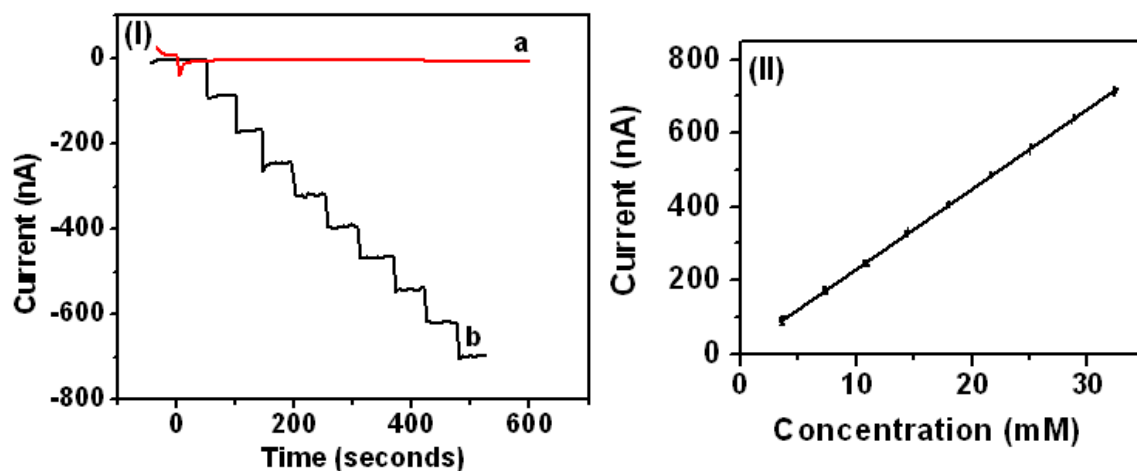 (I)
a
b
0
-200
-400
-600
-800
Current (nA)
0
200
400
600
Time (seconds)
(II)
800
600
400
200
0
Current (nA)
0
10
20
30
Concentration (mM)